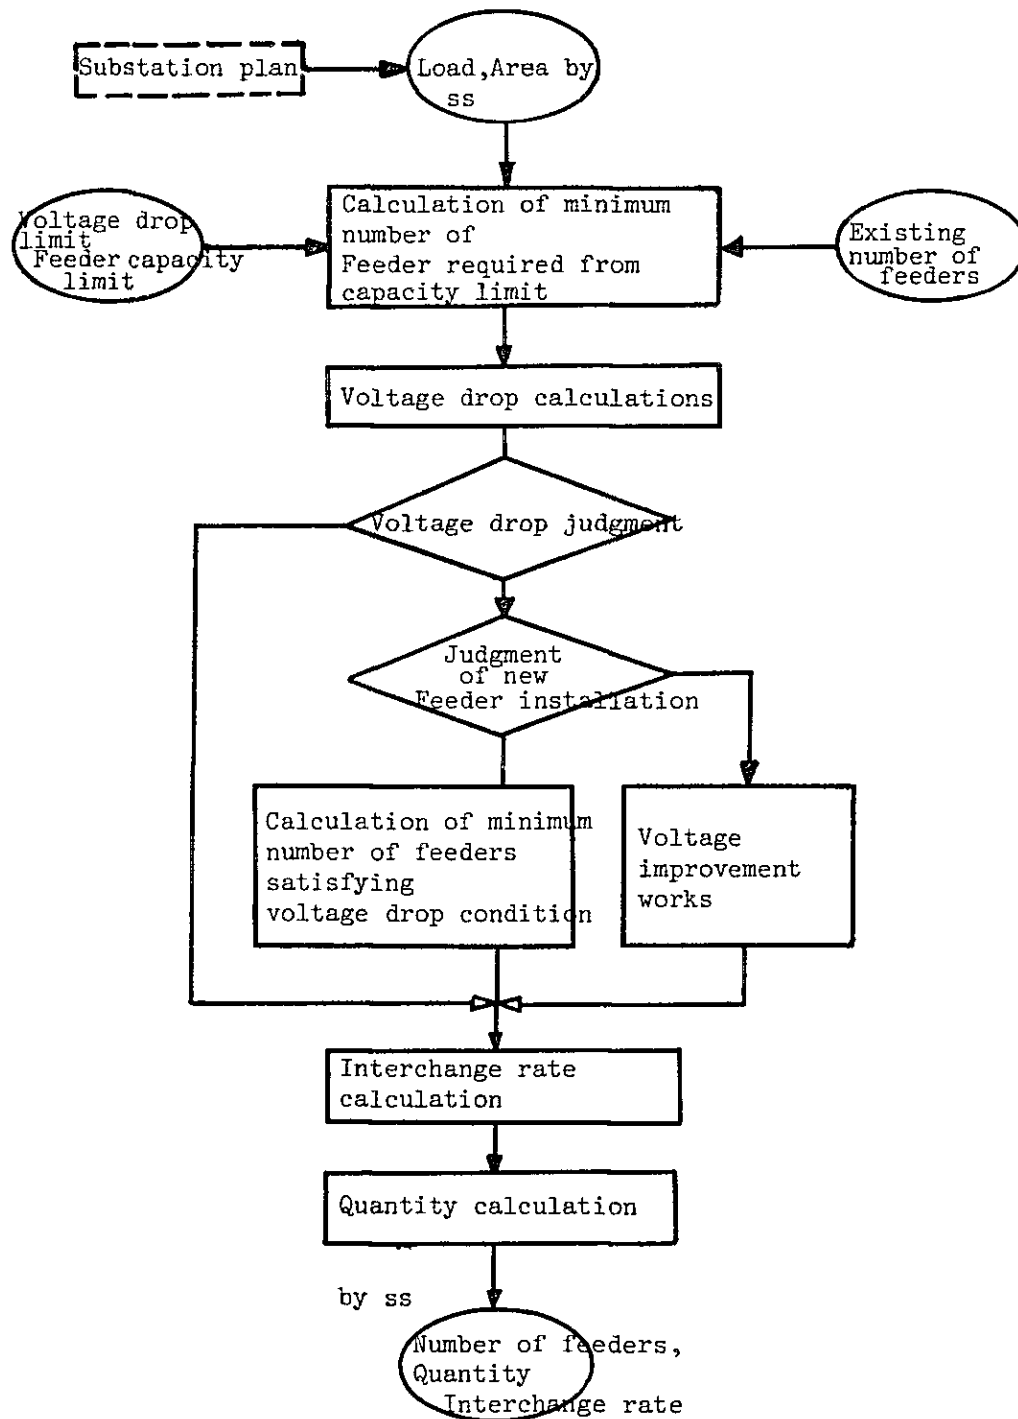 Substation plan
Load,Area by
ss
Voltage drop
limit
Feeder capacity
limit
Calculation of minimum
number of
Feeder required from
capacity limit
Existing
number of
feeders
Voltage drop calculations
Voltage drop judgment
Judgment
of new
Feeder installation
Calculation of minimum
number of feeders
satisfying
voltage drop condition
Voltage
improvement
works
Interchange rate
calculation
Quantity calculation
by ss
Number of feeders,
Quantity
Interchange rate